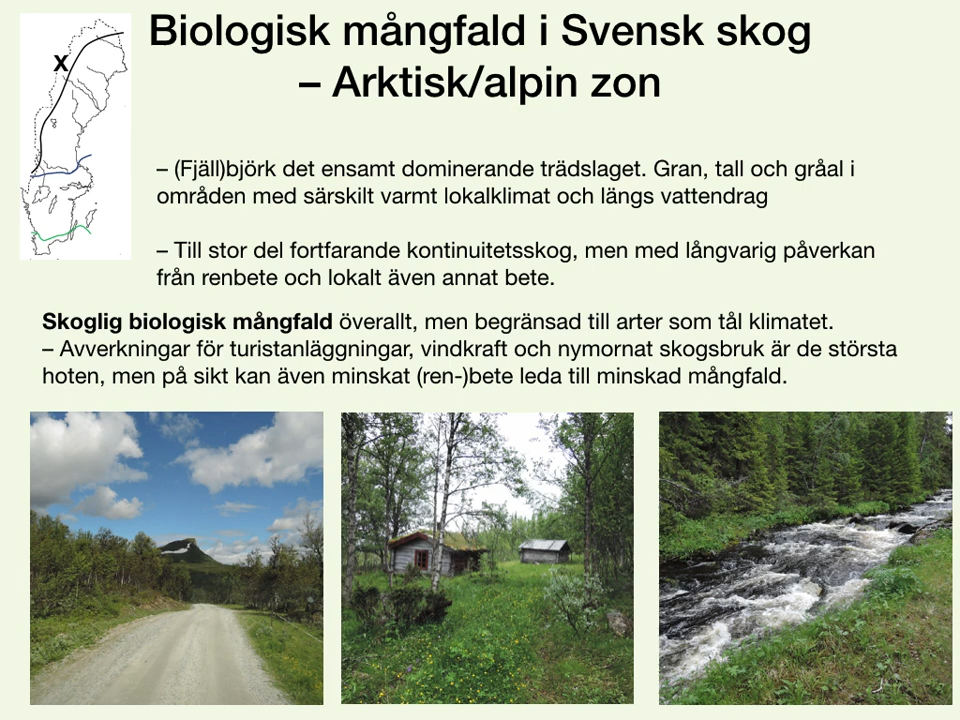 Biologisk mångfald i Svensk skog
– Arktisk/alpin zon
X
– (Fjäll)björk det ensamt dominerande trädslaget. Gran, tall och gråal i
områden med särskilt varmt lokalklimat och längs vattendrag
– Till stor del fortfarande kontinuitetsskog, men med långvarig påverkan
från renbete och lokalt även annat bete.
Skoglig biologisk mångfald överallt, men begränsad till arter som tål klimatet.
– Avverkningar för turistanläggningar, vindkraft och nymornat skogsbruk är de största
hoten, men på sikt kan även minskat (ren-)bete leda till minskad mångfald.